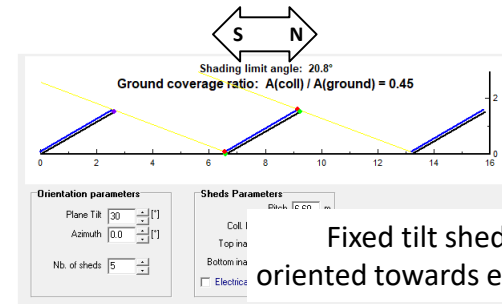 S N
Shading limit angle: 20.8°
Ground coverage ratio: A(coll) / A(ground) = 0.45
2
0 2 4 6 8 10 12 14 16
Orientation parameters
Plane Tilt 30 [°]
Azimuth 0.0 [°]
Nb. of sheds 5
Sheds Parameters
Pitch 6.60 m
Coll.
Top ina
Bottom ina
Electrica
Fixed tilt shed
oriented towards e